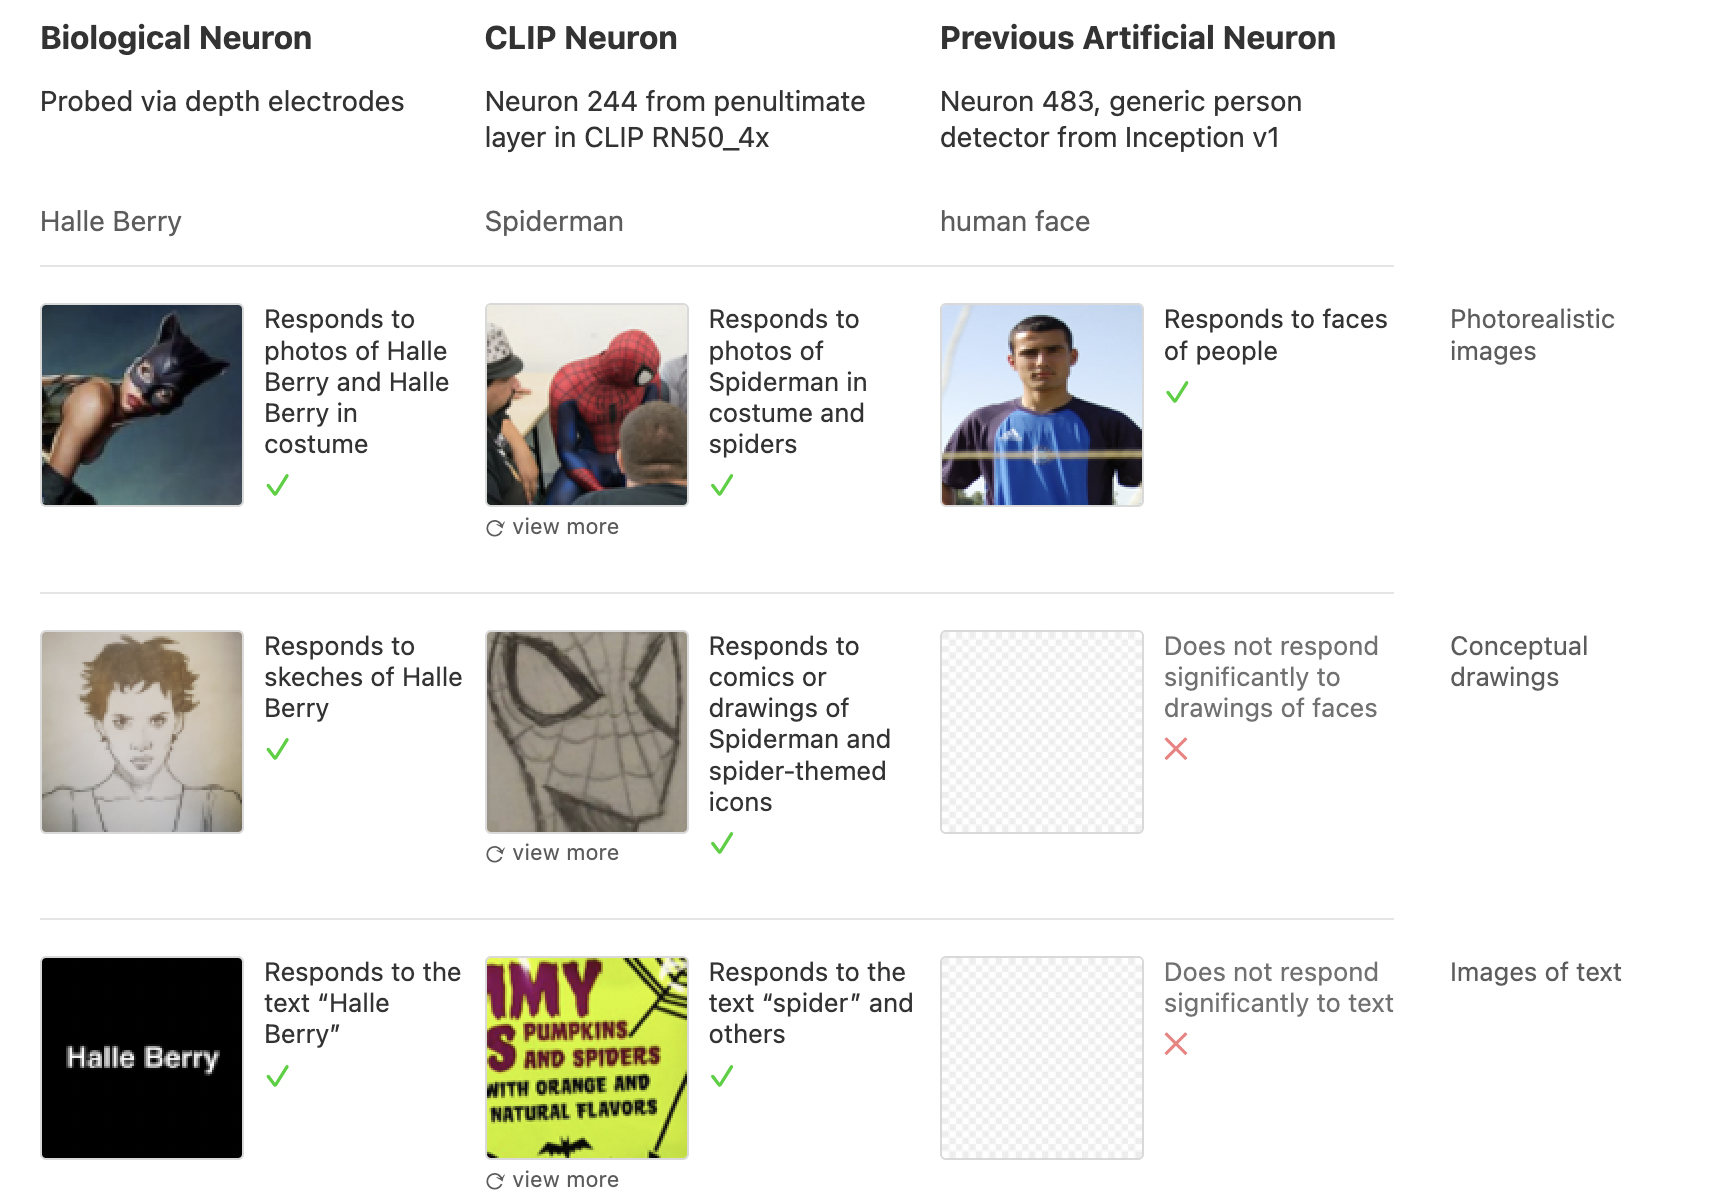 Biological Neuron
CLIP Neuron
Previous Artificial Neuron
Probed via depth electrodes
Neuron 244 from penultimate
layer in CLIP RN50_4x
Neuron 483, generic person
detector from Inception v1
Halle Berry
Spiderman
human face
Responds to
photos of Halle
Berry and Halle
Berry in
costume
Responds to
photos of
Spiderman in
costume and
spiders
view more
Responds to faces
of people
Photorealistic
images
Responds to
skeches of Halle
Berry
Responds to
comics or
drawings of
Spiderman and
spider-themed
icons
view more
Does not respond
significantly to
drawings of faces
Conceptual
drawings
Halle Berry
Responds to the
text “Halle
Berry”
IMY
S PUMPKINS
AND SPIDERS
WITH ORANGE AND
NATURAL FLAVORS
view more
Responds to the
text “spider” and
others
Does not respond
significantly to text
Images of text